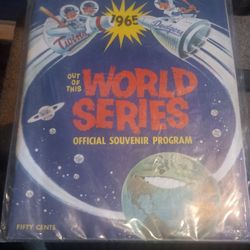 Twins
Dodgers
1965
OUT
OF THIS
WORLD
SERIES
OFFICIAL SOUVENIR PROGRAM
FIFTY CENTS